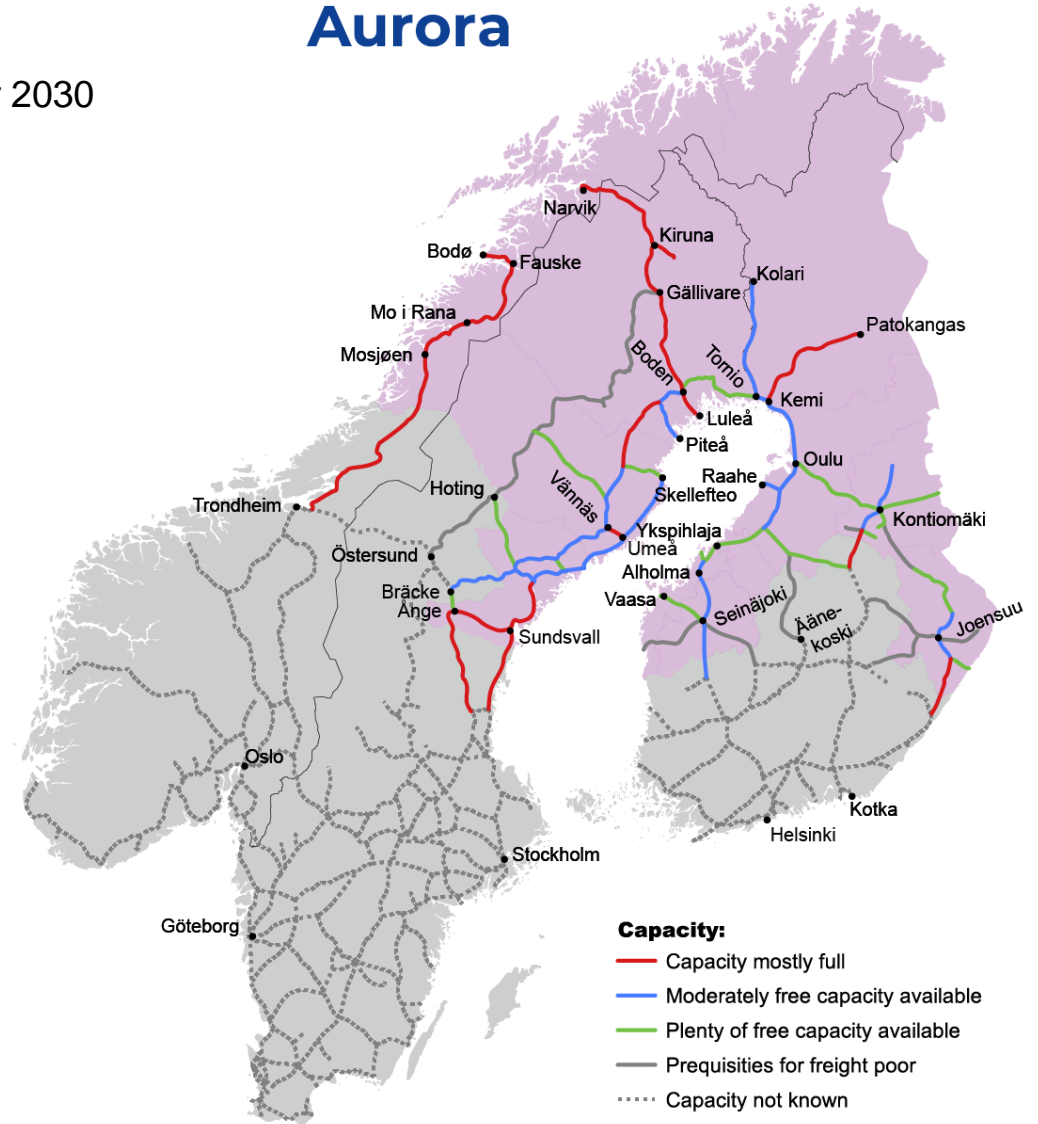 Aurora
2030
Narvik
Kiruna
Bodø
Fauske
Kolari
Gällivare
Mo i Rana
Patokangas
Mosjøen
Boden
Tornio
Kemi
Luleå
Piteå
Oulu
Raahe
Hoting
Vännäs
Skellefteo
Trondheim
Kontiomäki
Ykspihlaja
Umeå
Östersund
Alholma
Bräcke
Vaasa
Ånge
Seinäjoki
Ääne-
koski
Joensuu
Sundsvall
Oslo
Kotka
Helsinki
Stockholm
Göteborg
Capacity:
Capacity mostly full
Moderately free capacity available
Plenty of free capacity available
Prequisities for freight poor
Capacity not known